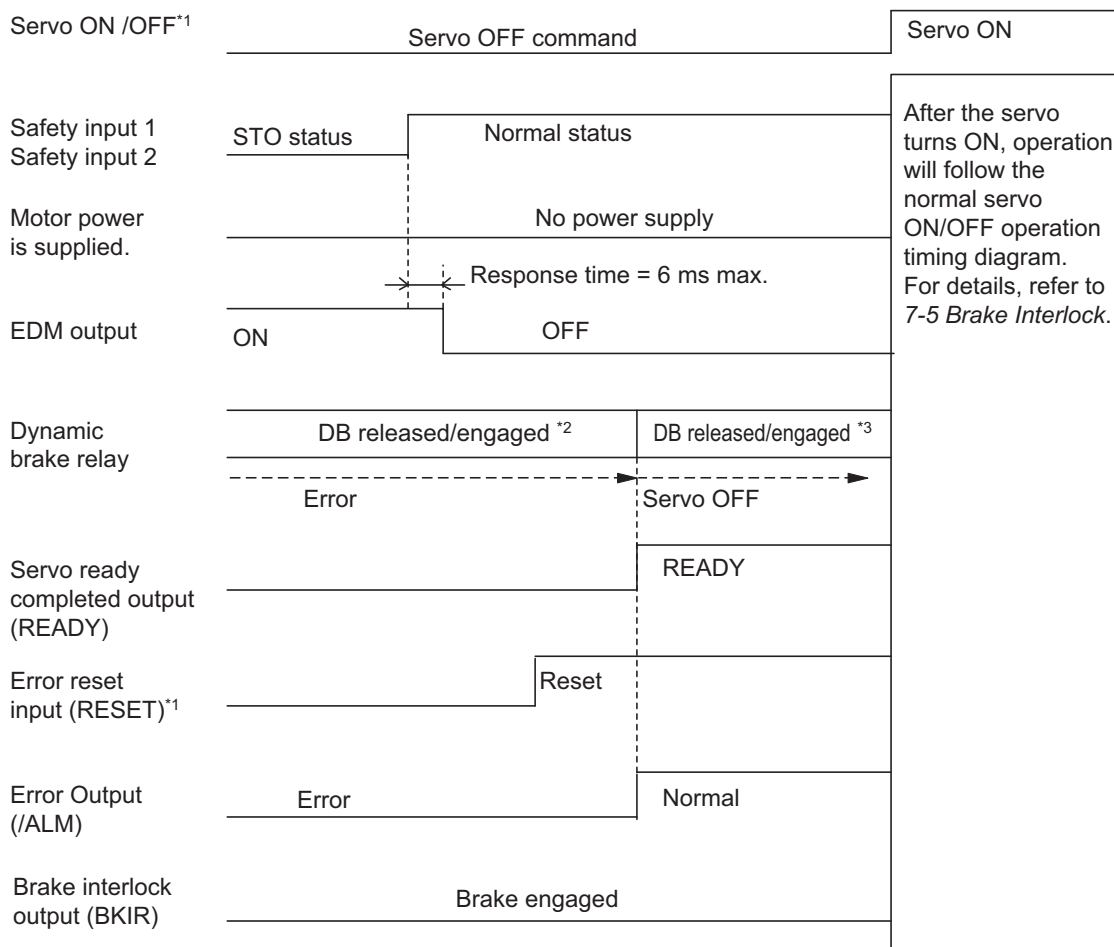 Servo ON /OFF*1
Servo OFF command
Servo ON
Safety input 1
Safety input 2
STO status
Normal status
After the servo
turns ON, operation
will follow the
normal servo
ON/OFF operation
timing diagram.
For details, refer to
7-5 Brake Interlock.
Motor power
is supplied.
No power supply
Response time = 6 ms max.
EDM output
ON
OFF
Dynamic
brake relay
DB released/engaged *2
DB released/engaged *3
Error
Servo OFF
Servo ready
completed output
(READY)
READY
Error reset
input (RESET)*1
Reset
Error Output
(/ALM)
Error
Normal
Brake interlock
output (BKIR)
Brake engaged